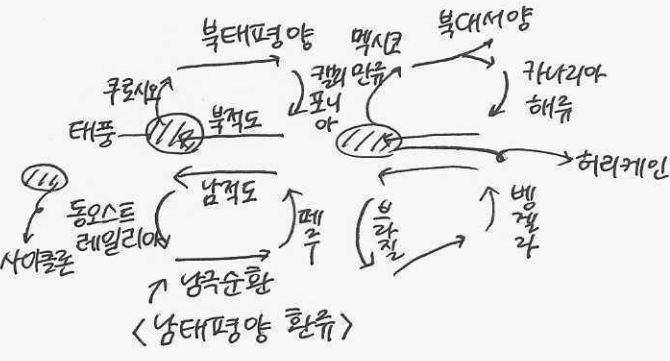 북태평양
멕시코
만류
북대서양
쿠로시오
캘리
포니
아
카나리아
해류
태풍
북적도
허리케인
남적도
동오스트
레일리아
페루
브라질
벵겔라
사이클론
남극순환
<남태평양 환류>